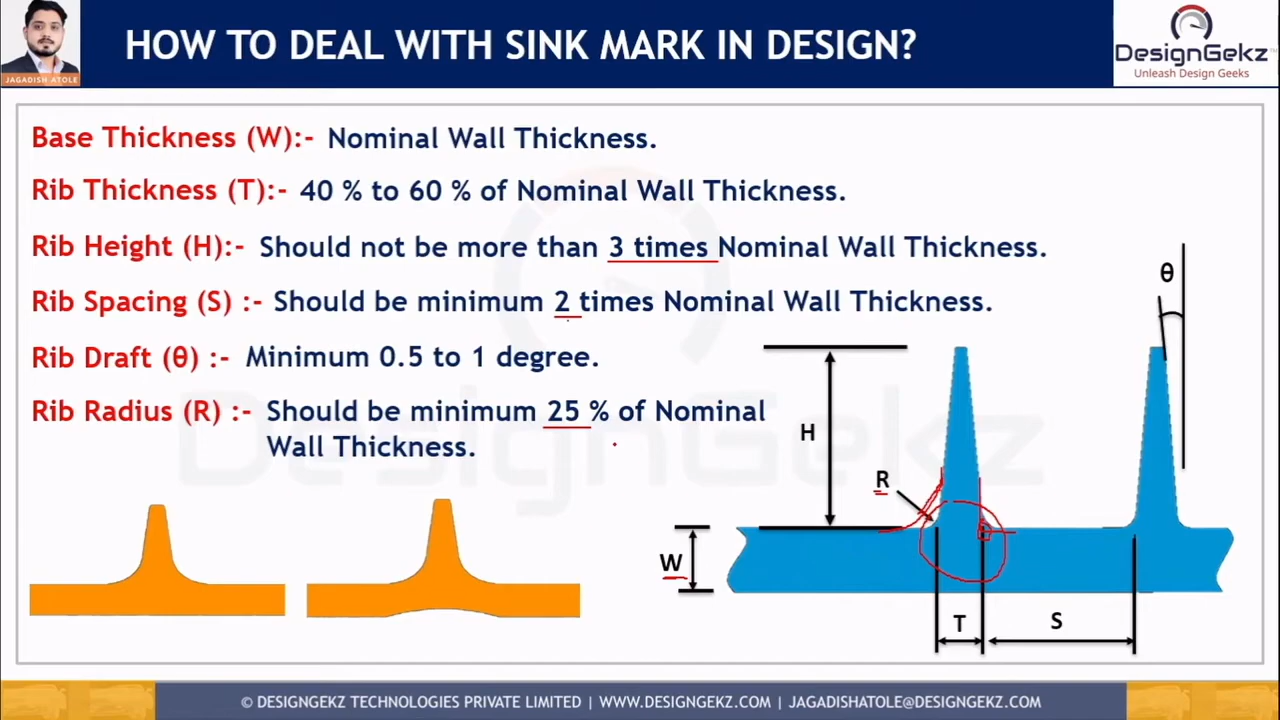 JAGADISH ATOLE
HOW TO DEAL WITH SINK MARK IN DESIGN?
DesignGekz
Unleash Design Geeks
Base Thickness (W):- Nominal Wall Thickness.
Rib Thickness (T):- 40 % to 60 % of Nominal Wall Thickness.
Rib Height (H):- Should not be more than 3 times Nominal Wall Thickness.
Rib Spacing (S) :- Should be minimum 2 times Nominal Wall Thickness.
Rib Draft (θ) :- Minimum 0.5 to 1 degree.
Rib Radius (R) :- Should be minimum 25 % of Nominal
Wall Thickness.
θ
H
R
W
T
S
DesignGekz
© DESIGNGEKZ TECHNOLOGIES PRIVATE LIMITED | WWW.DESIGNGEKZ.COM | JAGADISHATOLE@DESIGNGEKZ.COM